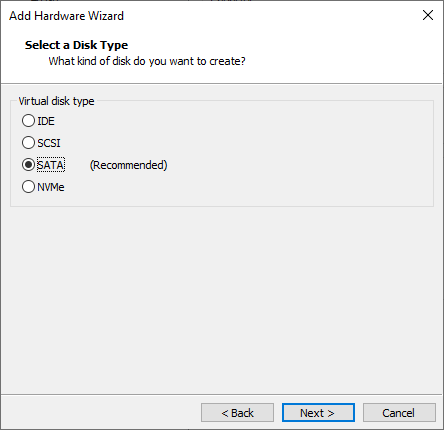 Add Hardware Wizard
Select a Disk Type
What kind of disk do you want to create?
Virtual disk type
IDE
SCSI
SATA (Recommended)
NVMe
< Back Next > Cancel